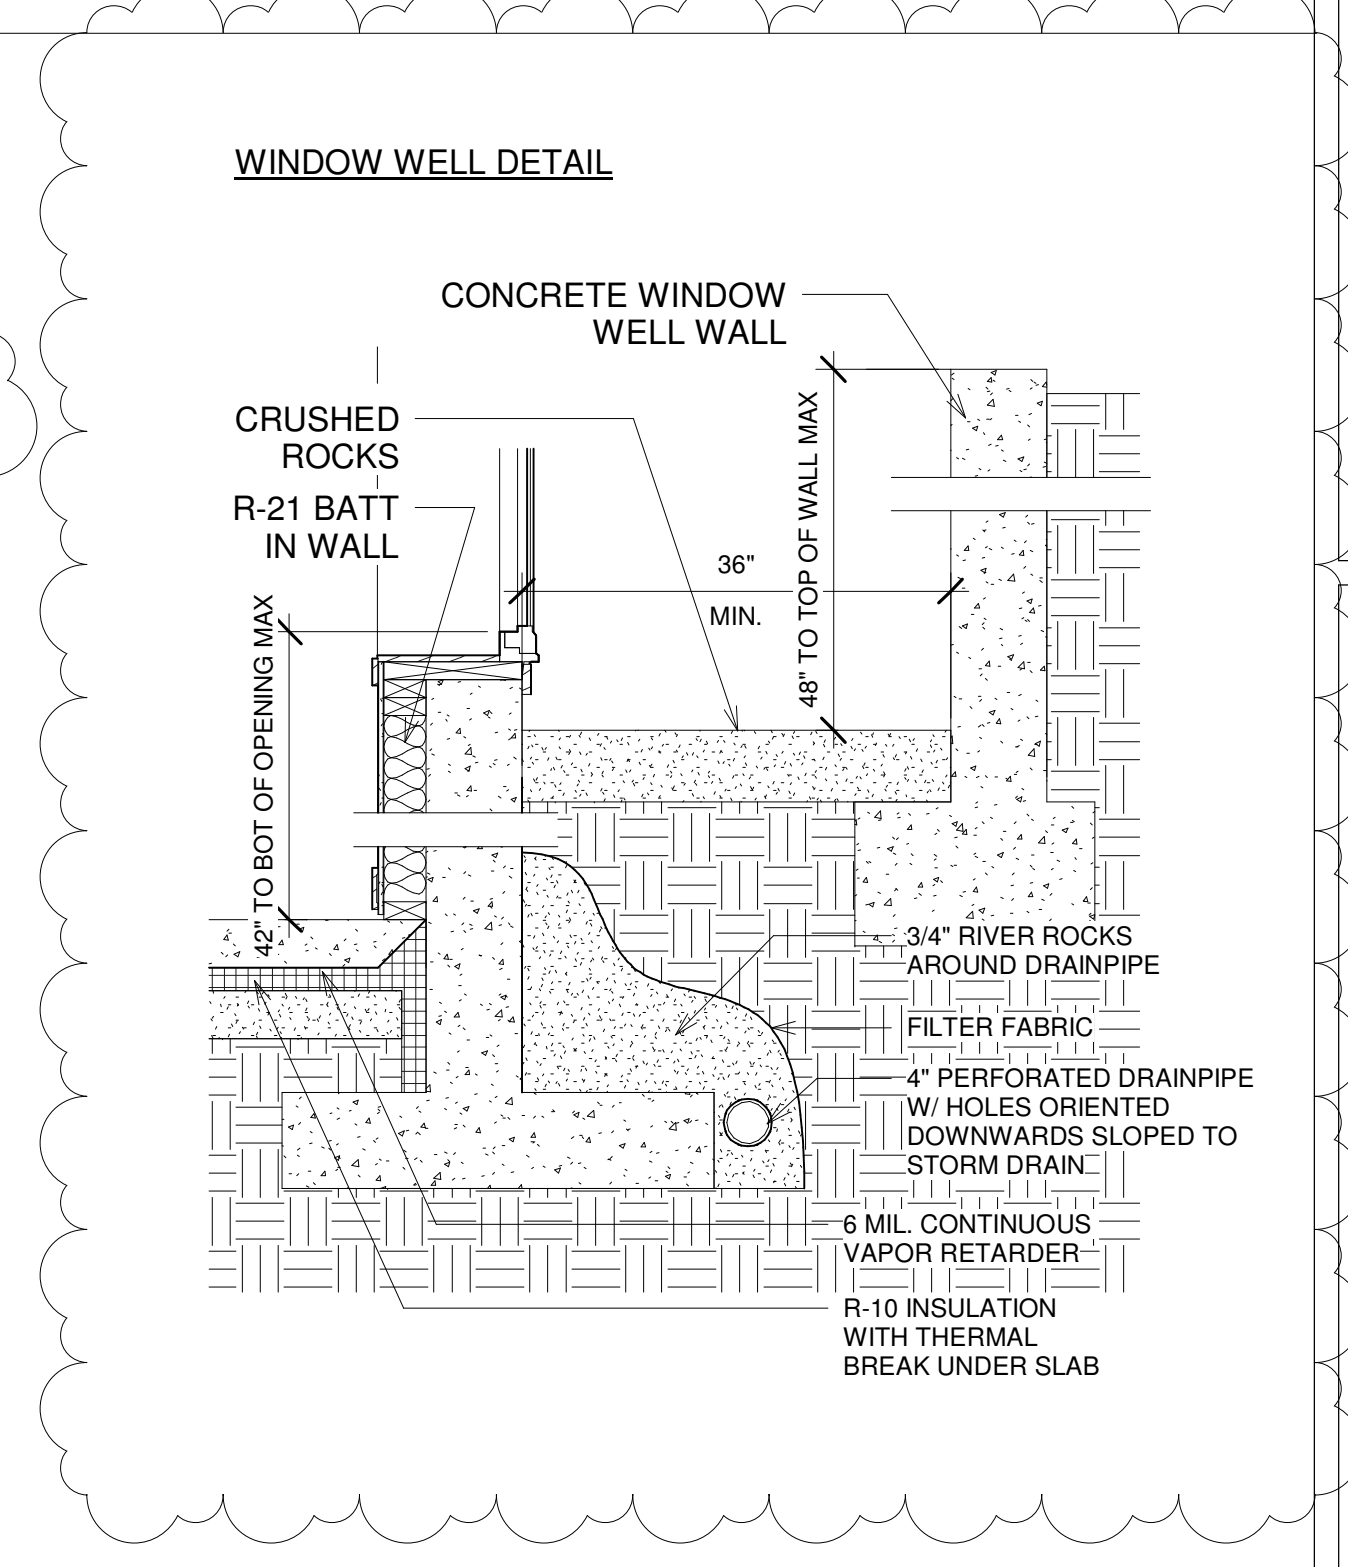 WINDOW WELL DETAIL
CONCRETE WINDOW
WELL WALL
CRUSHED
ROCKS
R-21 BATT
IN WALL
48" TO TOP OF WALL MAX
36"
MIN.
42" TO BOT OF OPENING MAX
3/4" RIVER ROCKS
AROUND DRAINPIPE
FILTER FABRIC
4" PERFORATED DRAINPIPE
W/ HOLES ORIENTED
DOWNWARDS SLOPED TO
STORM DRAIN
6 MIL. CONTINUOUS
VAPOR RETARDER
R-10 INSULATION
WITH THERMAL
BREAK UNDER SLAB